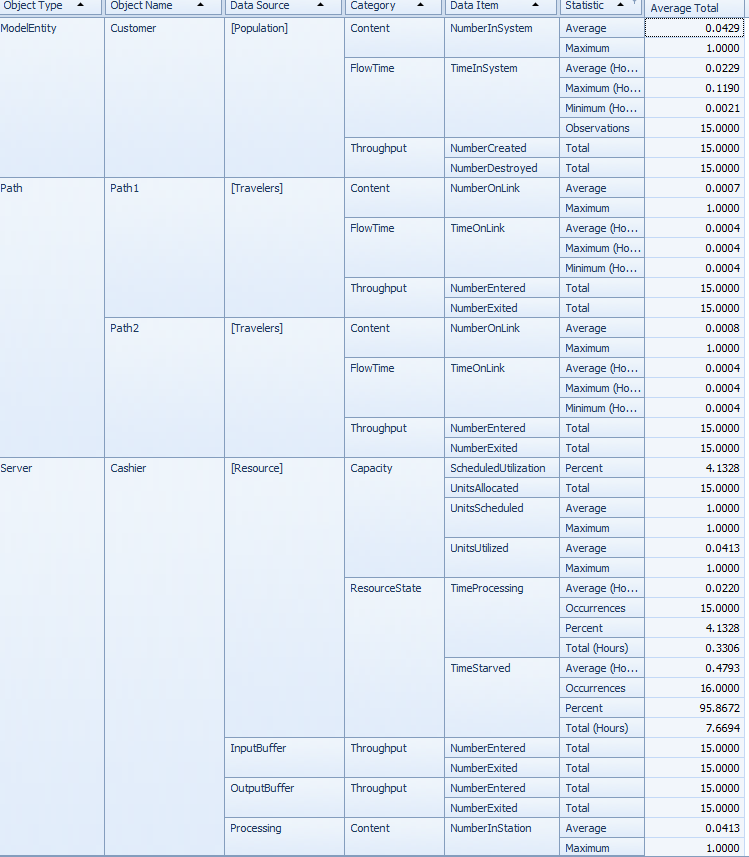 Object Type Object Name Data Source Category Data Item Statistic Average Total
ModelEntity Customer [Population] Content NumberInSystem Average 0.0429
Maximum 1.0000
FlowTime TimeInSystem Average (Ho... 0.0229
Maximum (Ho... 0.1190
Minimum (Ho... 0.0021
Observations 15.0000
Throughput NumberCreated Total 15.0000
NumberDestroyed Total 15.0000
Path Path1 [Travelers] Content NumberOnLink Average 0.0007
Maximum 1.0000
FlowTime TimeOnLink Average (Ho... 0.0004
Maximum (Ho... 0.0004
Minimum (Ho... 0.0004
Throughput NumberEntered Total 15.0000
NumberExited Total 15.0000
Path2 [Travelers] Content NumberOnLink Average 0.0008
Maximum 1.0000
FlowTime TimeOnLink Average (Ho... 0.0004
Maximum (Ho... 0.0004
Minimum (Ho... 0.0004
Throughput NumberEntered Total 15.0000
NumberExited Total 15.0000
Server Cashier [Resource] Capacity ScheduledUtilization Percent 4.1328
UnitsAllocated Total 15.0000
UnitsScheduled Average 1.0000
Maximum 1.0000
UnitsUtilized Average 0.0413
Maximum 1.0000
ResourceState TimeProcessing Average (Ho... 0.0220
Occurrences 15.0000
Percent 4.1328
Total (Hours) 0.3306
TimeStarved Average (Ho... 0.4793
Occurrences 16.0000
Percent 95.8672
Total (Hours) 7.6694
InputBuffer Throughput NumberEntered Total 15.0000
NumberExited Total 15.0000
OutputBuffer Throughput NumberEntered Total 15.0000
NumberExited Total 15.0000
Processing Content NumberInStation Average 0.0413
Maximum 1.0000